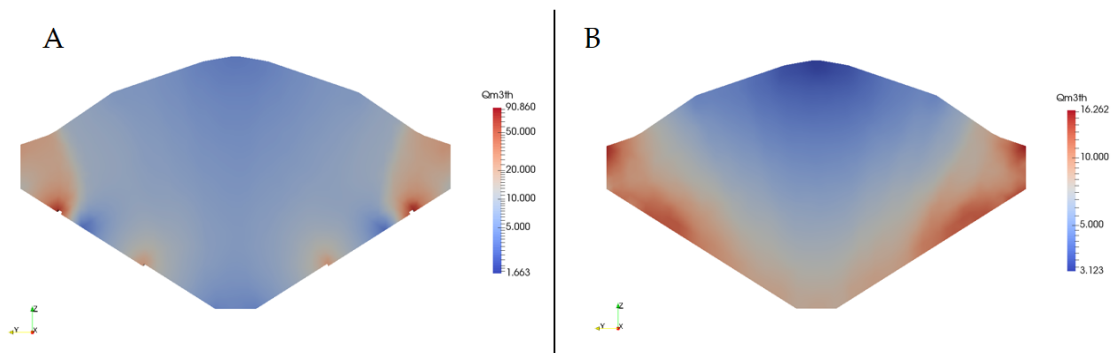 A
Qm3th
90.860
50.000
20.000
10.000
5.000
1.663
Z
Y
X
B
Qm3th
16.262
10.000
5.000
3.123
Z
Y
X